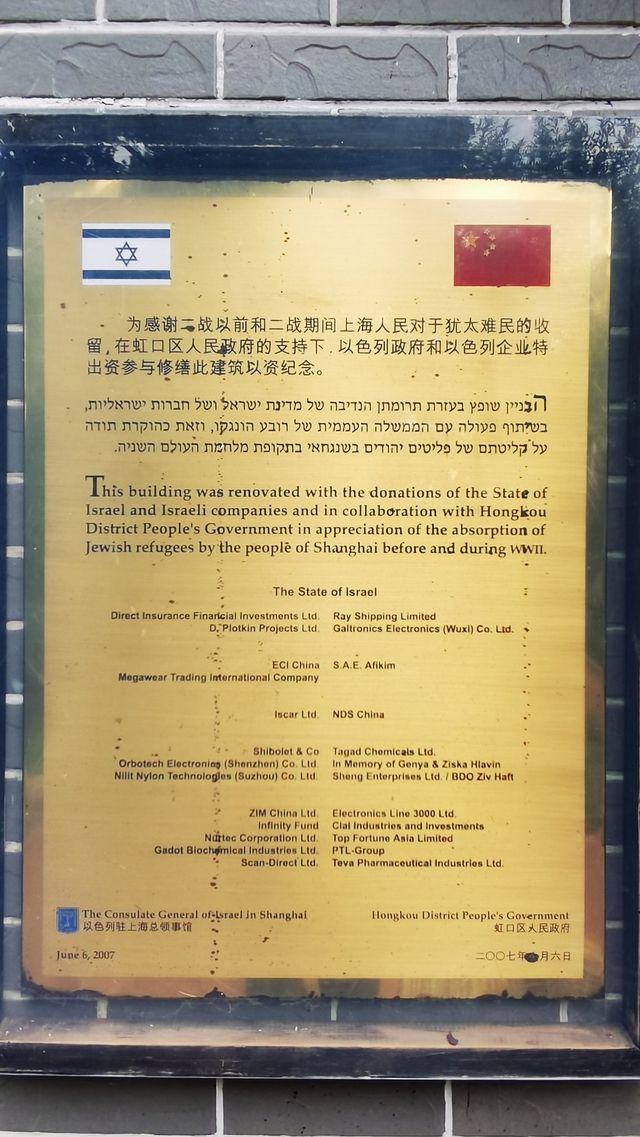 为感谢二战以前和二战期间上海人民对于犹太难民的收
留，在虹口区人民政府的支持下，以色列政府和以色列企业特
出资参与修缮此建筑以资纪念。
הבניין שופץ בעזרת תרומתן הנדיבה של מדינת ישראל ושל חברות ישראליות,
בשיתוף פעולה עם הממשלה העממית של רובע הונגקו, וזאת כהוקרת תודה
על קליטתם של פליטים יהודים בשנגחאי בתקופת מלחמת העולם השניה.
This building was renovated with the donations of the State of
Israel and Israeli companies and in collaboration with Hongkou
District People's Government in appreciation of the absorption of
Jewish refugees by the people of Shanghai before and during WWII.
The State of Israel
Direct Insurance Financial Investments Ltd. Ray Shipping Limited
D. Plotkin Projects Ltd. Galtronics Electronics (Wuxi) Co. Ltd.
ECI China S.A.E. Afikim
Megawear Trading International Company
Iscar Ltd. NDS China
Shibolet & Co Tagad Chemicals Ltd.
Orbotech Electronics (Shenzhen) Co. Ltd. In Memory of Genya & Ziska Hlavin
Nilit Nylon Technologies (Suzhou) Co. Ltd. Sheng Enterprises Ltd. / BDO Ziv Haft
ZIM China Ltd. Electronics Line 3000 Ltd.
Infinity Fund Clal Industries and Investments
Nurtec Corporation Ltd. Top Fortune Asia Limited
Gadot Biochemical Industries Ltd. PTL-Group
Scan-Direct Ltd. Teva Pharmaceutical Industries Ltd.
The Consulate General of Israel in Shanghai Hongkou District People's Government
以色列驻上海总领事馆 虹口区人民政府
June 6, 2007 二〇〇七年 月六日